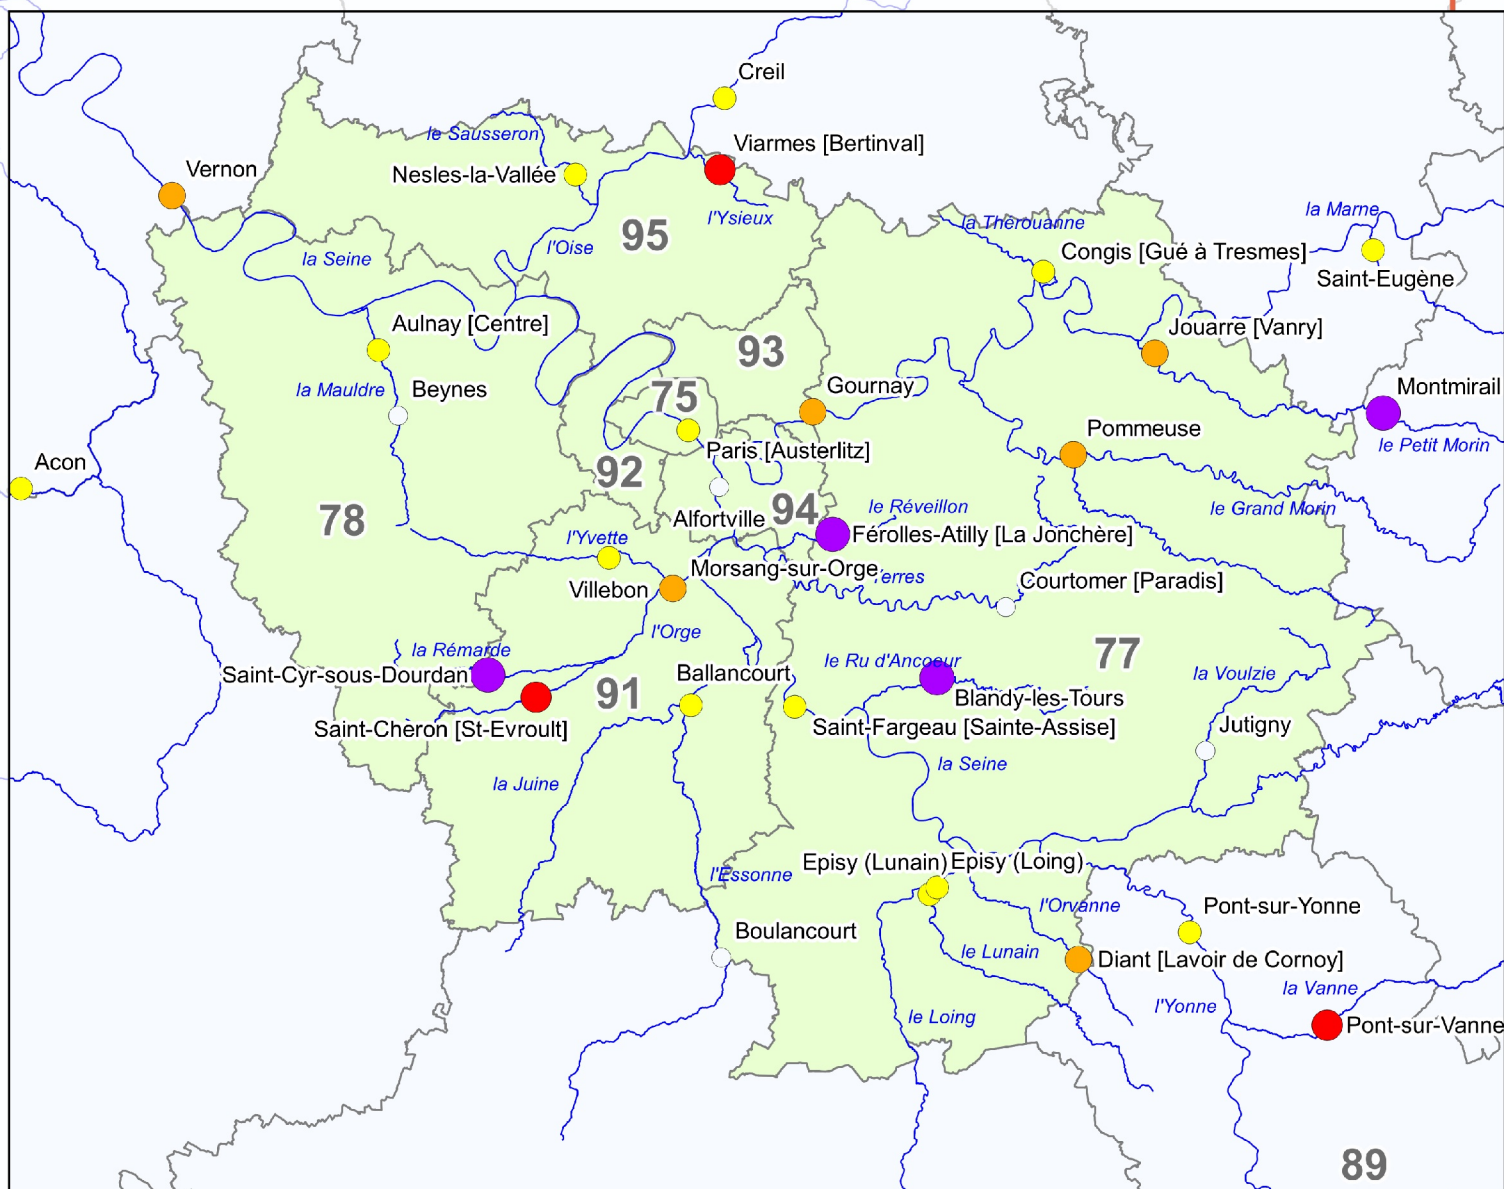 Creil
le Sausseron
Viarmes [Bertinval]
Vernon
Nesles-la-Vallée
l'Ysieux
la Marne
la Thérouanne
95
l'Oise
Congis [Gué à Tresmes]
la Seine
Saint-Eugène
Aulnay [Centre]
Jouarre [Vanry]
93
la Mauldre
Beynes
75
Gournay
Montmirail
Pommeuse
le Petit Morin
Paris [Austerlitz]
Acon
92
le Réveillon
le Grand Morin
78
94
Alfortville
l'Yvette
Férolles-Atilly [La Jonchère]
Morsang-sur-Orge
Yerres
Courtomer [Paradis]
Villebon
l'Orge
la Rémarde
77
le Ru d'Ancoeur
Saint-Cyr-sous-Dourdan
Ballancourt
la Voulzie
91
Blandy-les-Tours
Saint-Cheron [St-Evroult]
Saint-Fargeau [Sainte-Assise]
Jutigny
la Seine
la Juine
Episy (Lunain)
Episy (Loing)
l'Essonne
l'Orvanne
Pont-sur-Yonne
Boulancourt
le Lunain
Diant [Lavoir de Cornoy]
la Vanne
l'Yonne
le Loing
Pont-sur-Vanne
89